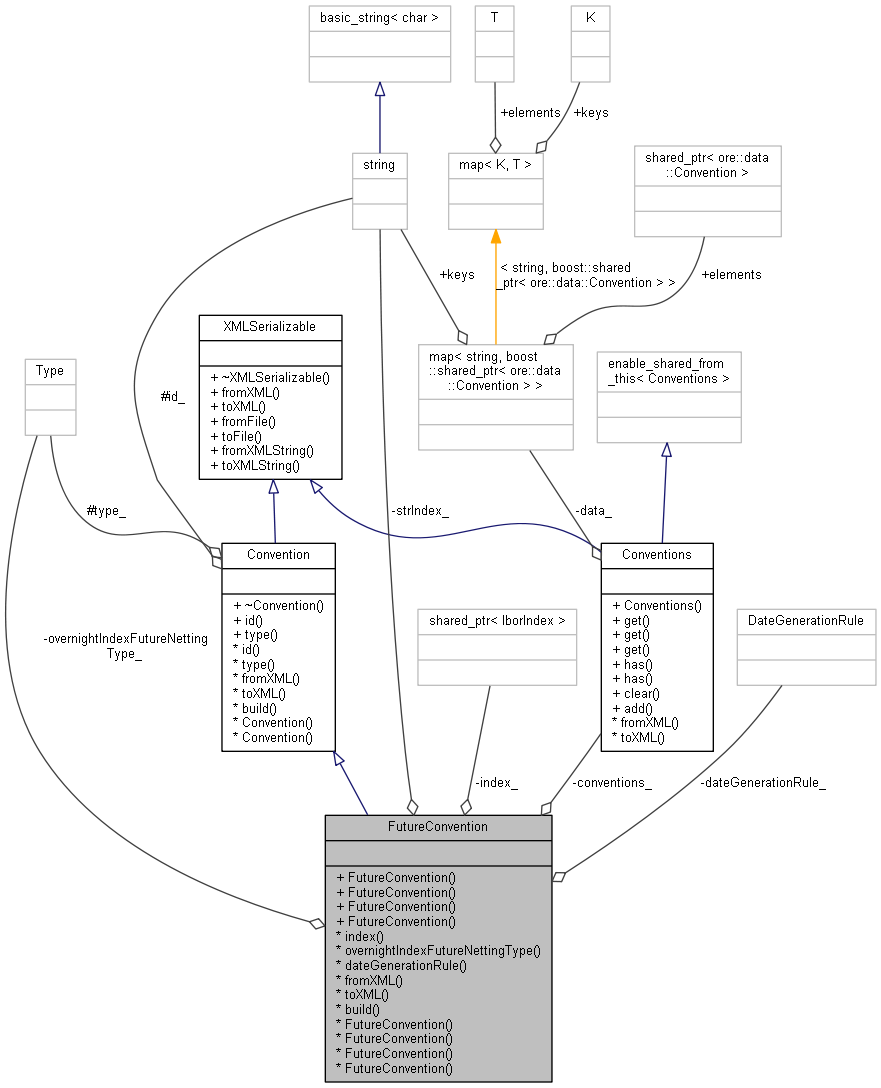 basic_string< char >
T
K
+elements
+keys
string
map< K, T >
shared_ptr< ore::data
::Convention >
+keys
< string, boost::shared
_ptr< ore::data::Convention > >
+elements
XMLSerializable
+ ~XMLSerializable()
+ fromXML()
+ toXML()
+ fromFile()
+ toFile()
+ fromXMLString()
+ toXMLString()
Type
#id_
map< string, boost
::shared_ptr< ore::data
::Convention > >
enable_shared_from
_this< Conventions >
#type_
-strIndex_
-data_
Convention
+ ~Convention()
+ id()
+ type()
* id()
* type()
* fromXML()
* toXML()
* build()
* Convention()
* Convention()
Conventions
+ Conventions()
+ get()
+ get()
+ get()
+ has()
+ has()
+ clear()
+ add()
* fromXML()
* toXML()
shared_ptr< IborIndex >
DateGenerationRule
-overnightIndexFutureNetting
Type_
-index_
-conventions_
-dateGenerationRule_
FutureConvention
+ FutureConvention()
+ FutureConvention()
+ FutureConvention()
+ FutureConvention()
* index()
* overnightIndexFutureNettingType()
* dateGenerationRule()
* fromXML()
* toXML()
* build()
* FutureConvention()
* FutureConvention()
* FutureConvention()
* FutureConvention()